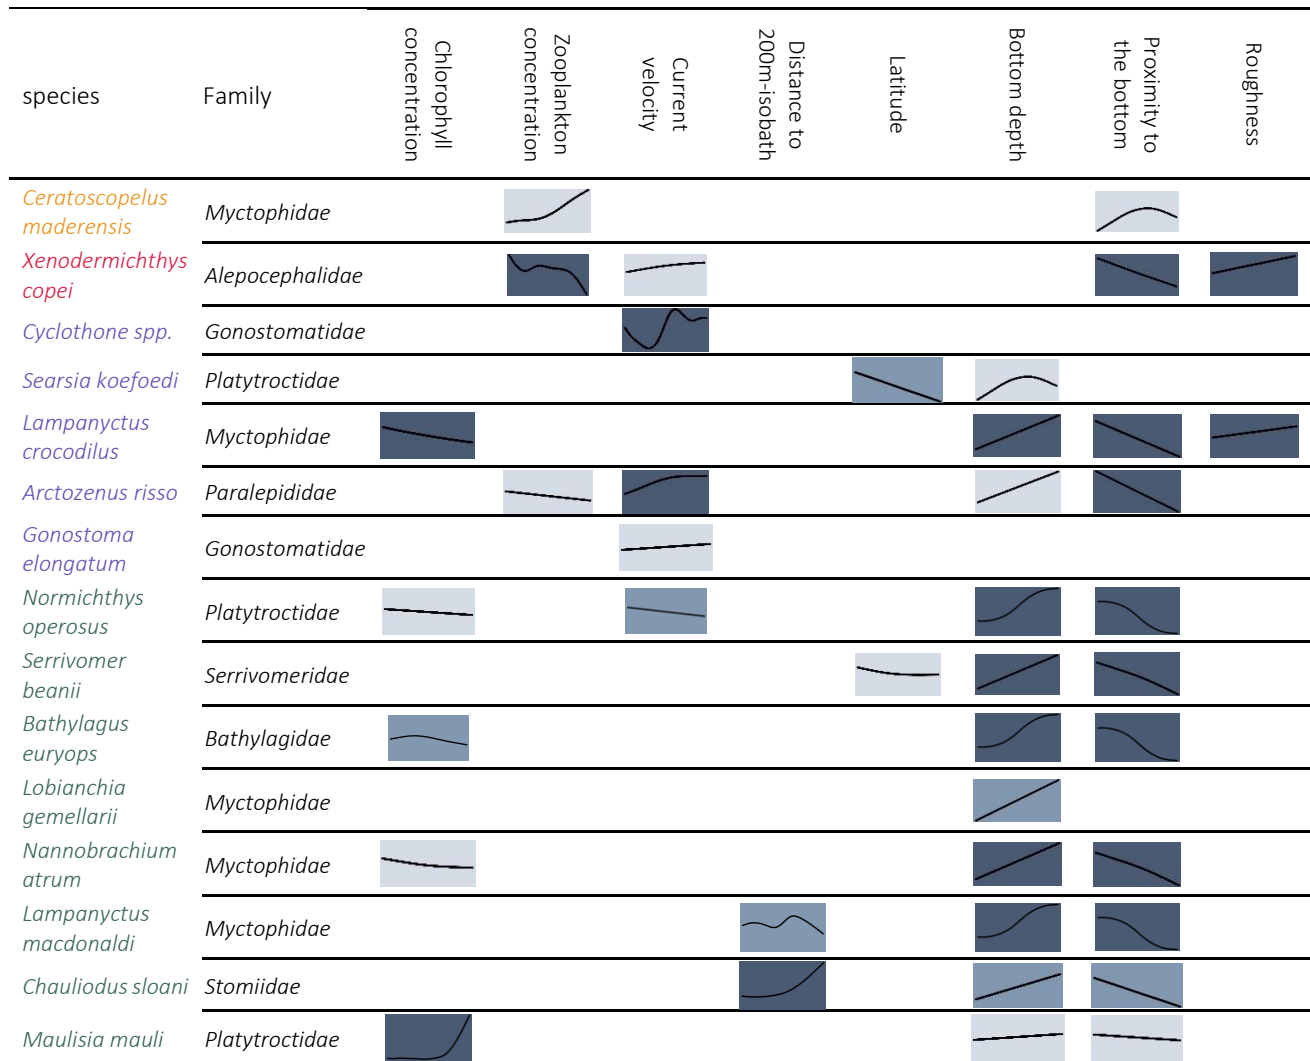 species
Family
Chlorophyll
concentration
Zooplankton
concentration
Current
velocity
Distance to
200m-isobath
Latitude
Bottom depth
Proximity to
the bottom
Roughness
Ceratoscopelus
maderensis
Myctophidae
Xenodermichthys
copei
Alepocephalidae
Cyclothone spp.
Gonostomatidae
Searsia koefoedi
Platytroctidae
Lampanyctus
crocodilus
Myctophidae
Arctozenus risso
Paralepididae
Gonostoma
elongatum
Gonostomatidae
Normichthys
operosus
Platytroctidae
Serrivomer
beanii
Serrivomeridae
Bathylagus
euryops
Bathylagidae
Lobianchia
gemellarii
Myctophidae
Nannobrachium
atrum
Myctophidae
Lampanyctus
macdonaldi
Myctophidae
Chauliodus sloani
Stomiidae
Maulisia mauli
Platytroctidae